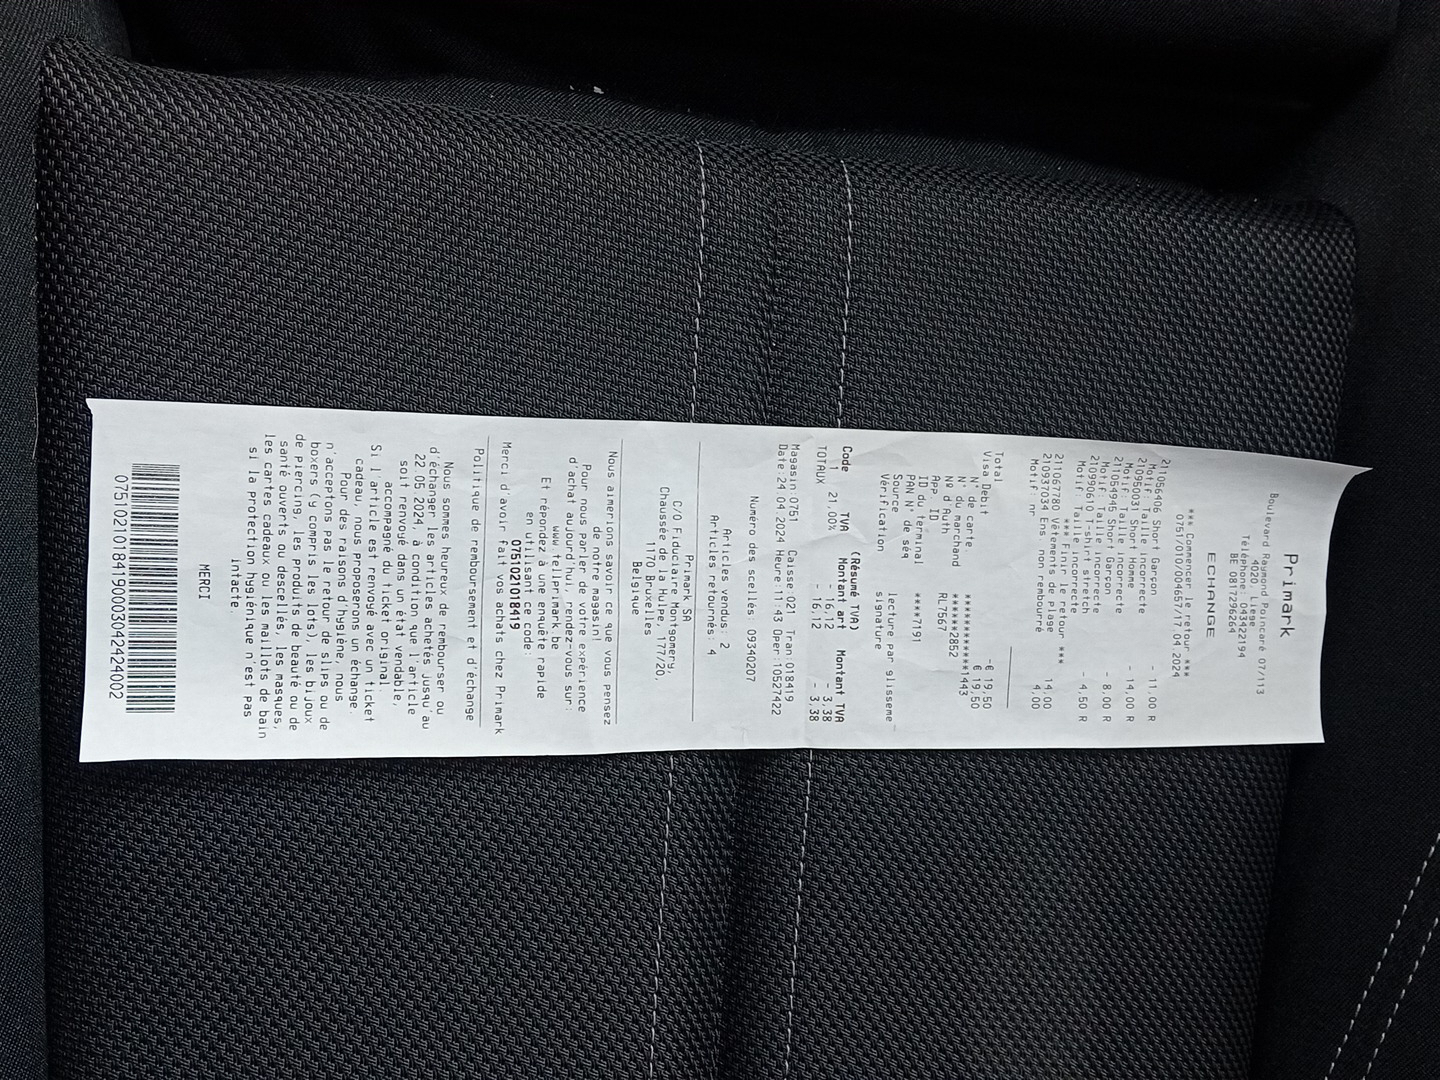 Primark
Boulevard Raymond Poincaré 07/113
4020 Liege
Téléphone: 043422194
BE 0817296264
ECHANGE
*** Commencer le retour ***
0751/010/004657/17.04.2024
211056406 Short Garçon - 11,00 R
Motif: Taille incorrecte
210950031 Short Homme - 14,00 R
Motif: Taille incorrecte
211054945 Short Garçon - 8,00 R
Motif: Taille incorrecte
210990610 T-shirt stretch - 4,50 R
Motif: Taille incorrecte
*** Finir le retour ***
211067780 Vêtements de plage 14,00
210937034 Ens. non remboursé 4,00
Motif: nr
Total -€ 19,50
Visa Debit € 19,50
N° de carte ************1443
N° du marchand ******2852
No d'Auth RL7567
App. ID
ID du terminal ****7191
PAN N° de séq
Source lecture par glisseme
Vérification signature
(Résumé TVA)
Code TVA Montant ant Montant TVA
1 21,00% - 16,12 - 3,38
TOTAUX - 16,12 - 3,38
Magasin 0751 Caisse 021 Tran 018419
Date:24.04.2024 Heure:11:43 Oper:10527422
Numéro des scellés: 09340207
Articles vendus: 2
Articles retournés: 4
Primark SA
C/O Fiduciaire Montgomery,
Chaussée de la Hulpe, 177/20,
1170 Bruxelles
Belgique
Nous aimerions savoir ce que vous pensez
de notre magasin!
Pour nous parler de votre expérience
d'achat aujourd'hui, rendez-vous sur:
www.tellprimark.be
Et répondez à une enquête rapide
en utilisant ce code:
075102101B419
Merci d'avoir fait vos achats chez Primark
Politique de remboursement et d'échange
Nous sommes heureux de rembourser ou
d'échanger les articles achetés jusqu'au
22.05.2024, à condition que l'article
soit renvoyé dans un état vendable,
accompagné du ticket original.
Si l'article est renvoyé avec un ticket
cadeau, nous proposerons un échange.
Pour des raisons d'hygiène, nous
n'acceptons pas le retour de slips ou de
boxers (y compris les lots), les bijoux
de piercing, les produits de beauté ou de
santé ouverts ou descellés, les masques,
les cartes cadeaux ou les maillots de bain
si la protection hygiénique n'est pas
intacte.
MERCI
07510210184190003042424002